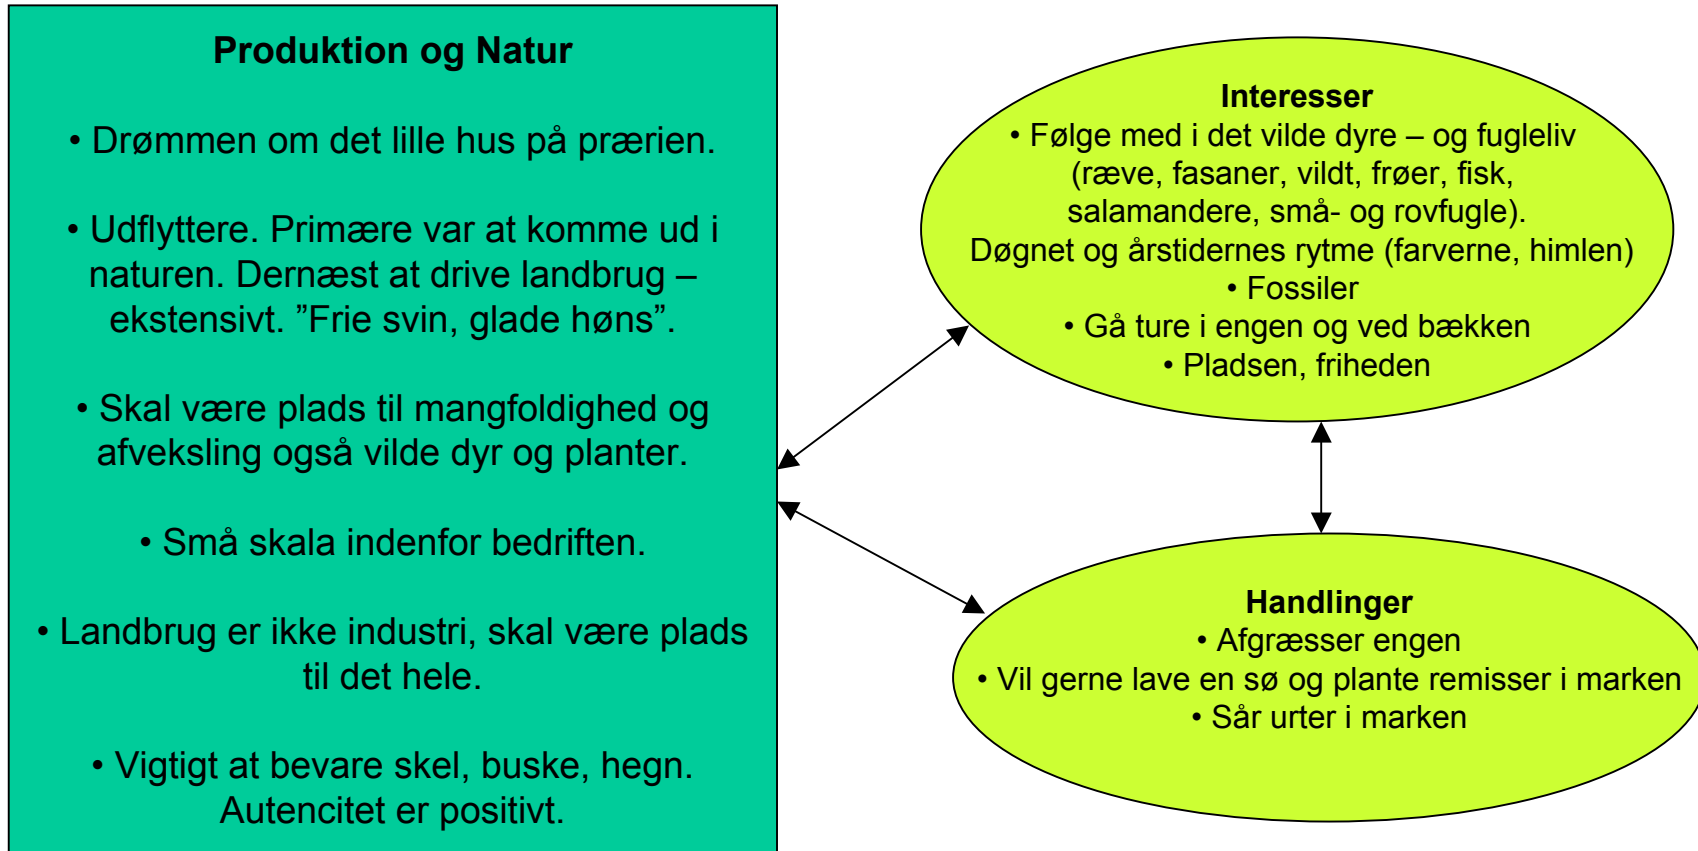 Produktion og Natur
• Drømmen om det lille hus på prærien.
• Udflyttere. Primære var at komme ud i
naturen. Dernæst at drive landbrug –
ekstensivt. ”Frie svin, glade høns”.
• Skal være plads til mangfoldighed og
afveksling også vilde dyr og planter.
• Små skala indenfor bedriften.
• Landbrug er ikke industri, skal være plads
til det hele.
• Vigtigt at bevare skel, buske, hegn.
Autencitet er positivt.
Interesser
• Følge med i det vilde dyre – og fugleliv
(ræve, fasaner, vildt, frøer, fisk,
salamandere, små- og rovfugle).
Døgnet og årstidernes rytme (farverne, himlen)
• Fossiler
• Gå ture i engen og ved bækken
• Pladsen, friheden
Handlinger
• Afgræsser engen
• Vil gerne lave en sø og plante remisser i marken
• Sår urter i marken